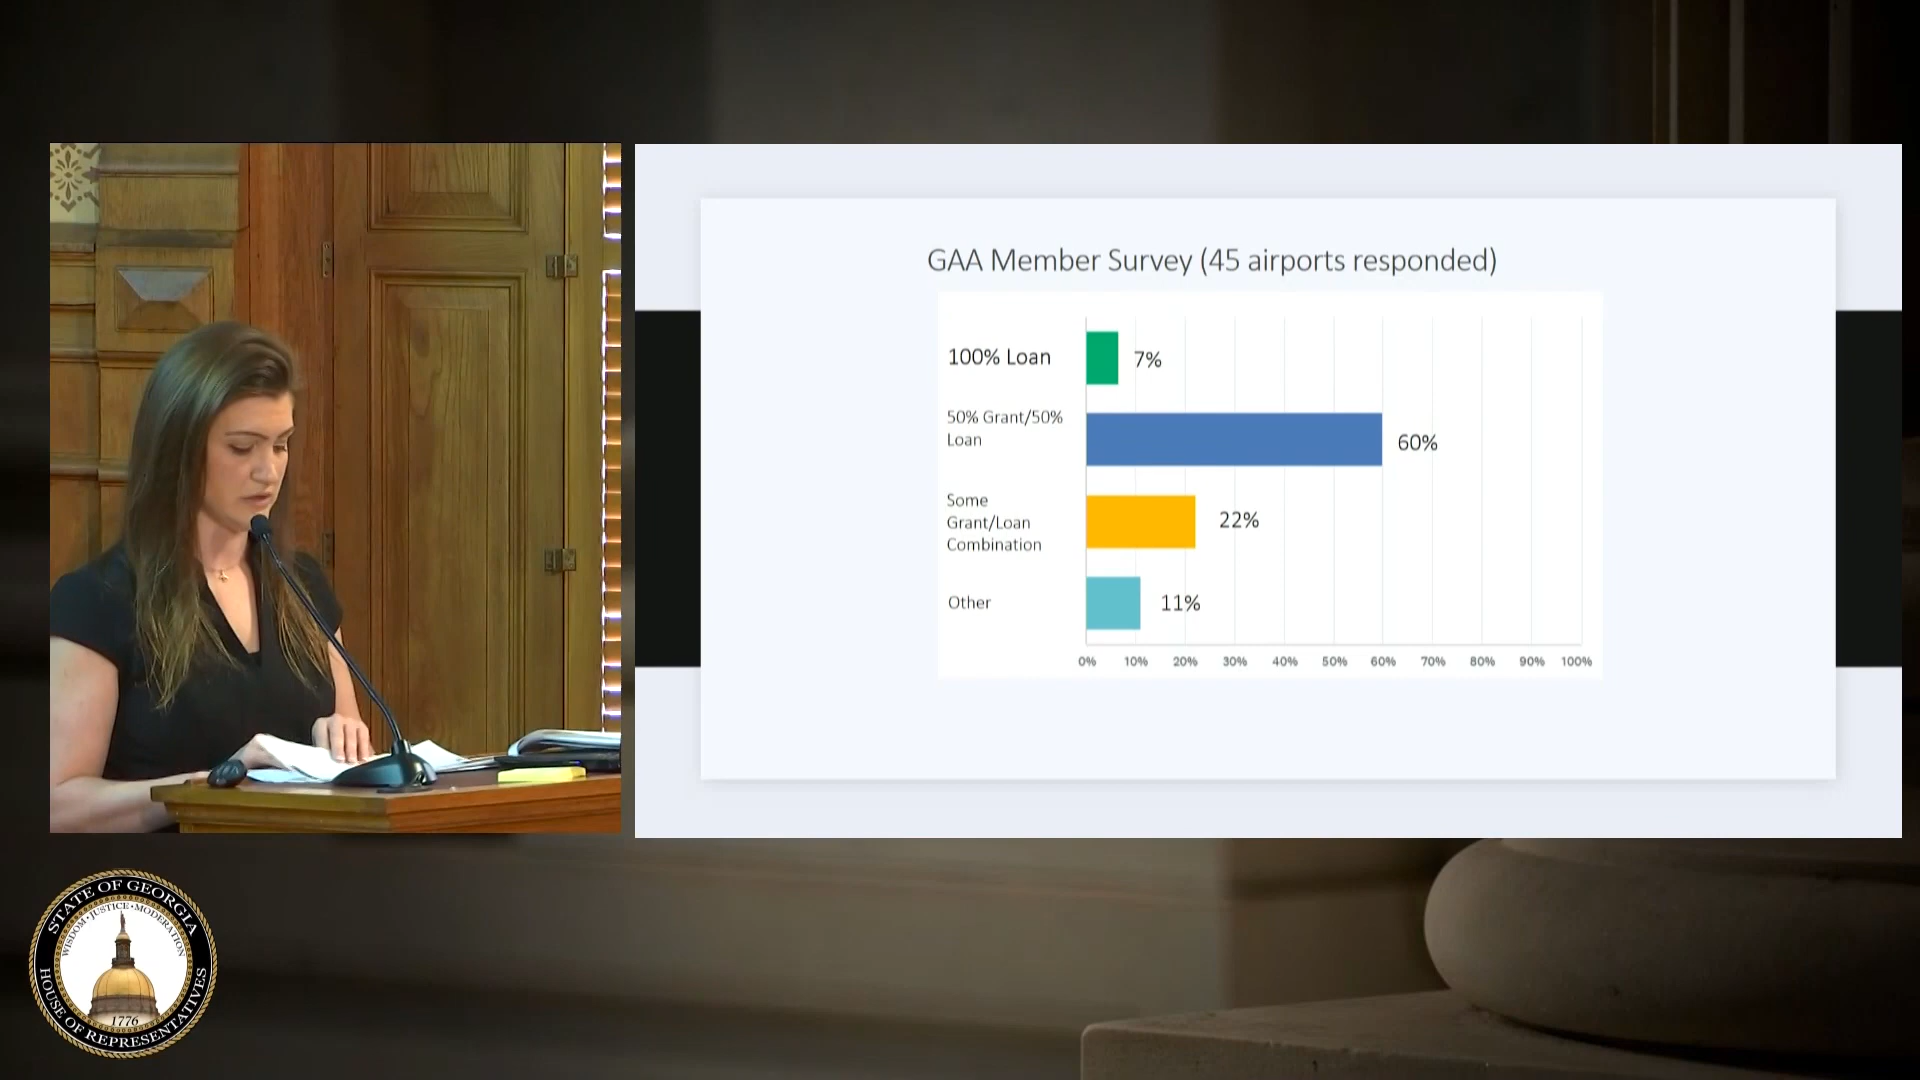 GAA Member Survey (45 airports responded)
100% Loan
7%
50% Grant/50%
Loan
60%
Some
Grant/Loan
Combination
22%
Other
11%
0% 10% 20% 30% 40% 50% 60% 70% 80% 90% 100%
STATE OF GEORGIA
WISDOM • JUSTICE • MODERATION
1776
HOUSE OF REPRESENTATIVES